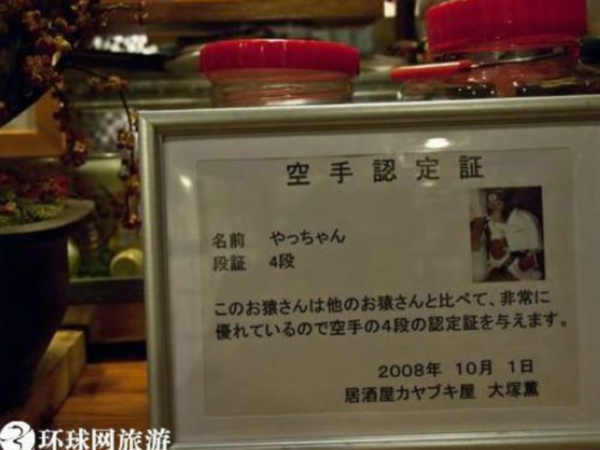 空手認定証
名前　やっちゃん
段証　4段
このお猿さんは他のお猿さんと比べて、非常に
優れているので空手の4段の認定証を与えます。
2008年 10月 1日
居酒屋カヤブキ屋 大塚薫
环球网旅游